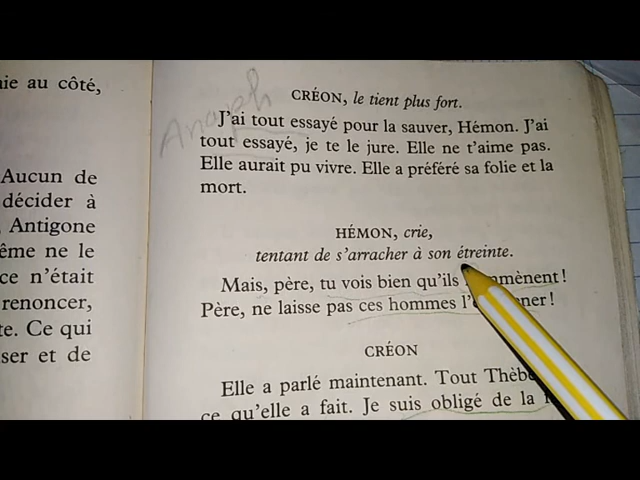 nie au côté,
Aucun de
décider à
Antigone
ême ne le
ce n'était
renoncer,
te. Ce qui
ser et de
Anaph
CRÉON, le tient plus fort.
J'ai tout essayé pour la sauver, Hémon. J'ai
tout essayé, je te le jure. Elle ne t'aime pas.
Elle aurait pu vivre. Elle a préféré sa folie et la
mort.
HÉMON, crie,
tentant de s'arracher à son étreinte.
Mais, père, tu vois bien qu'ils mmènent !
Père, ne laisse pas ces hommes l'e ner !
CRÉON
Elle a parlé maintenant. Tout Thèb
ce qu'elle a fait. Je suis obligé de la